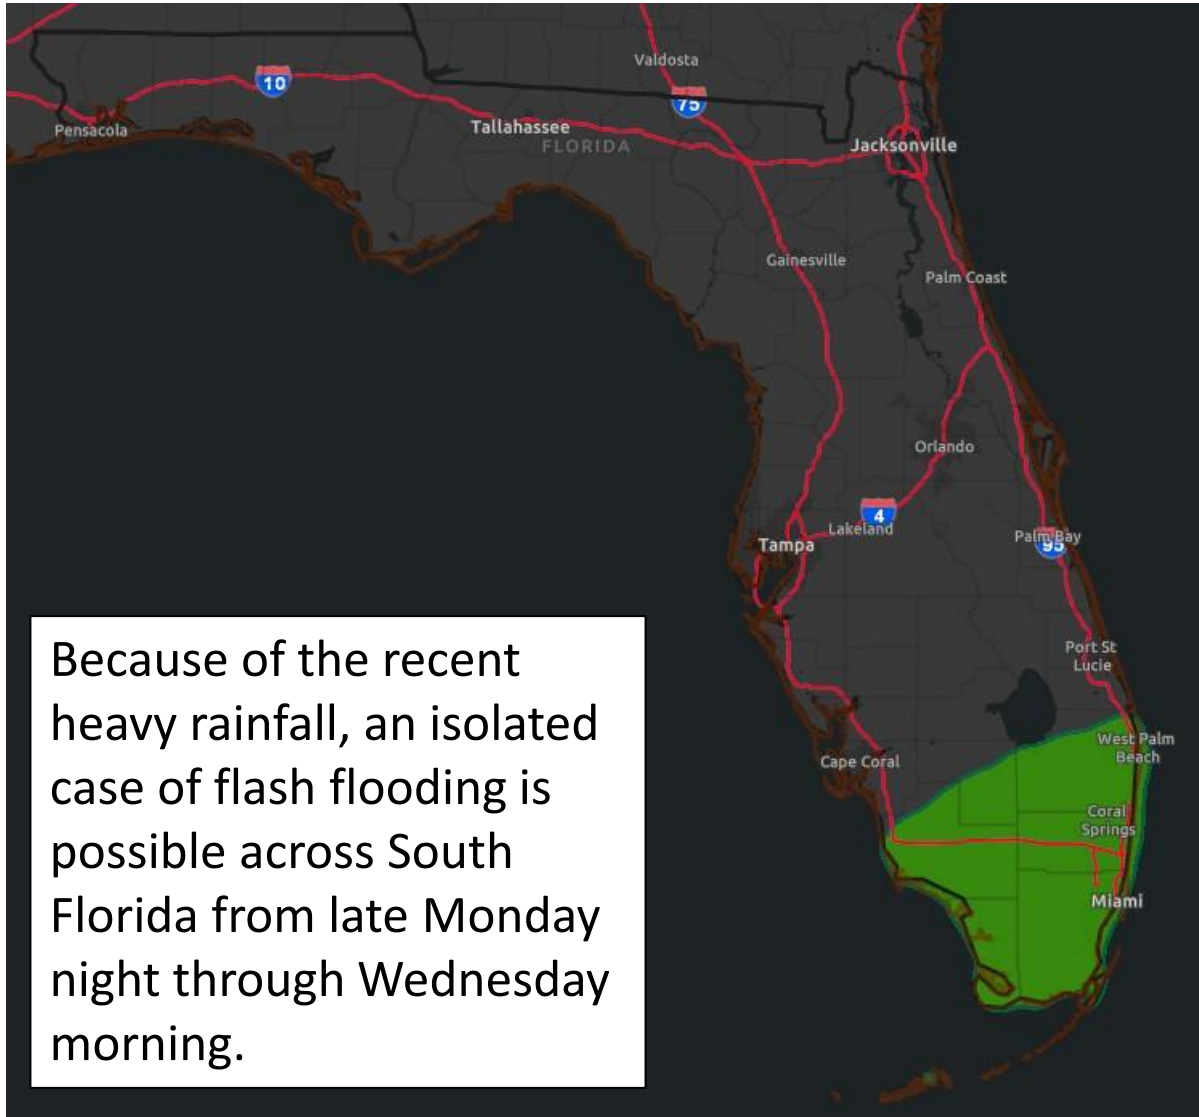 Valdosta
10
75
Pensacola
Tallahassee
FLORIDA
Jacksonville
Gainesville
Palm Coast
Orlando
4
Lakeland
Tampa
Palm Bay
95
Port St
Lucie
West Palm
Beach
Cape Coral
Coral
Springs
Miami
Because of the recent
heavy rainfall, an isolated
case of flash flooding is
possible across South
Florida from late Monday
night through Wednesday
morning.